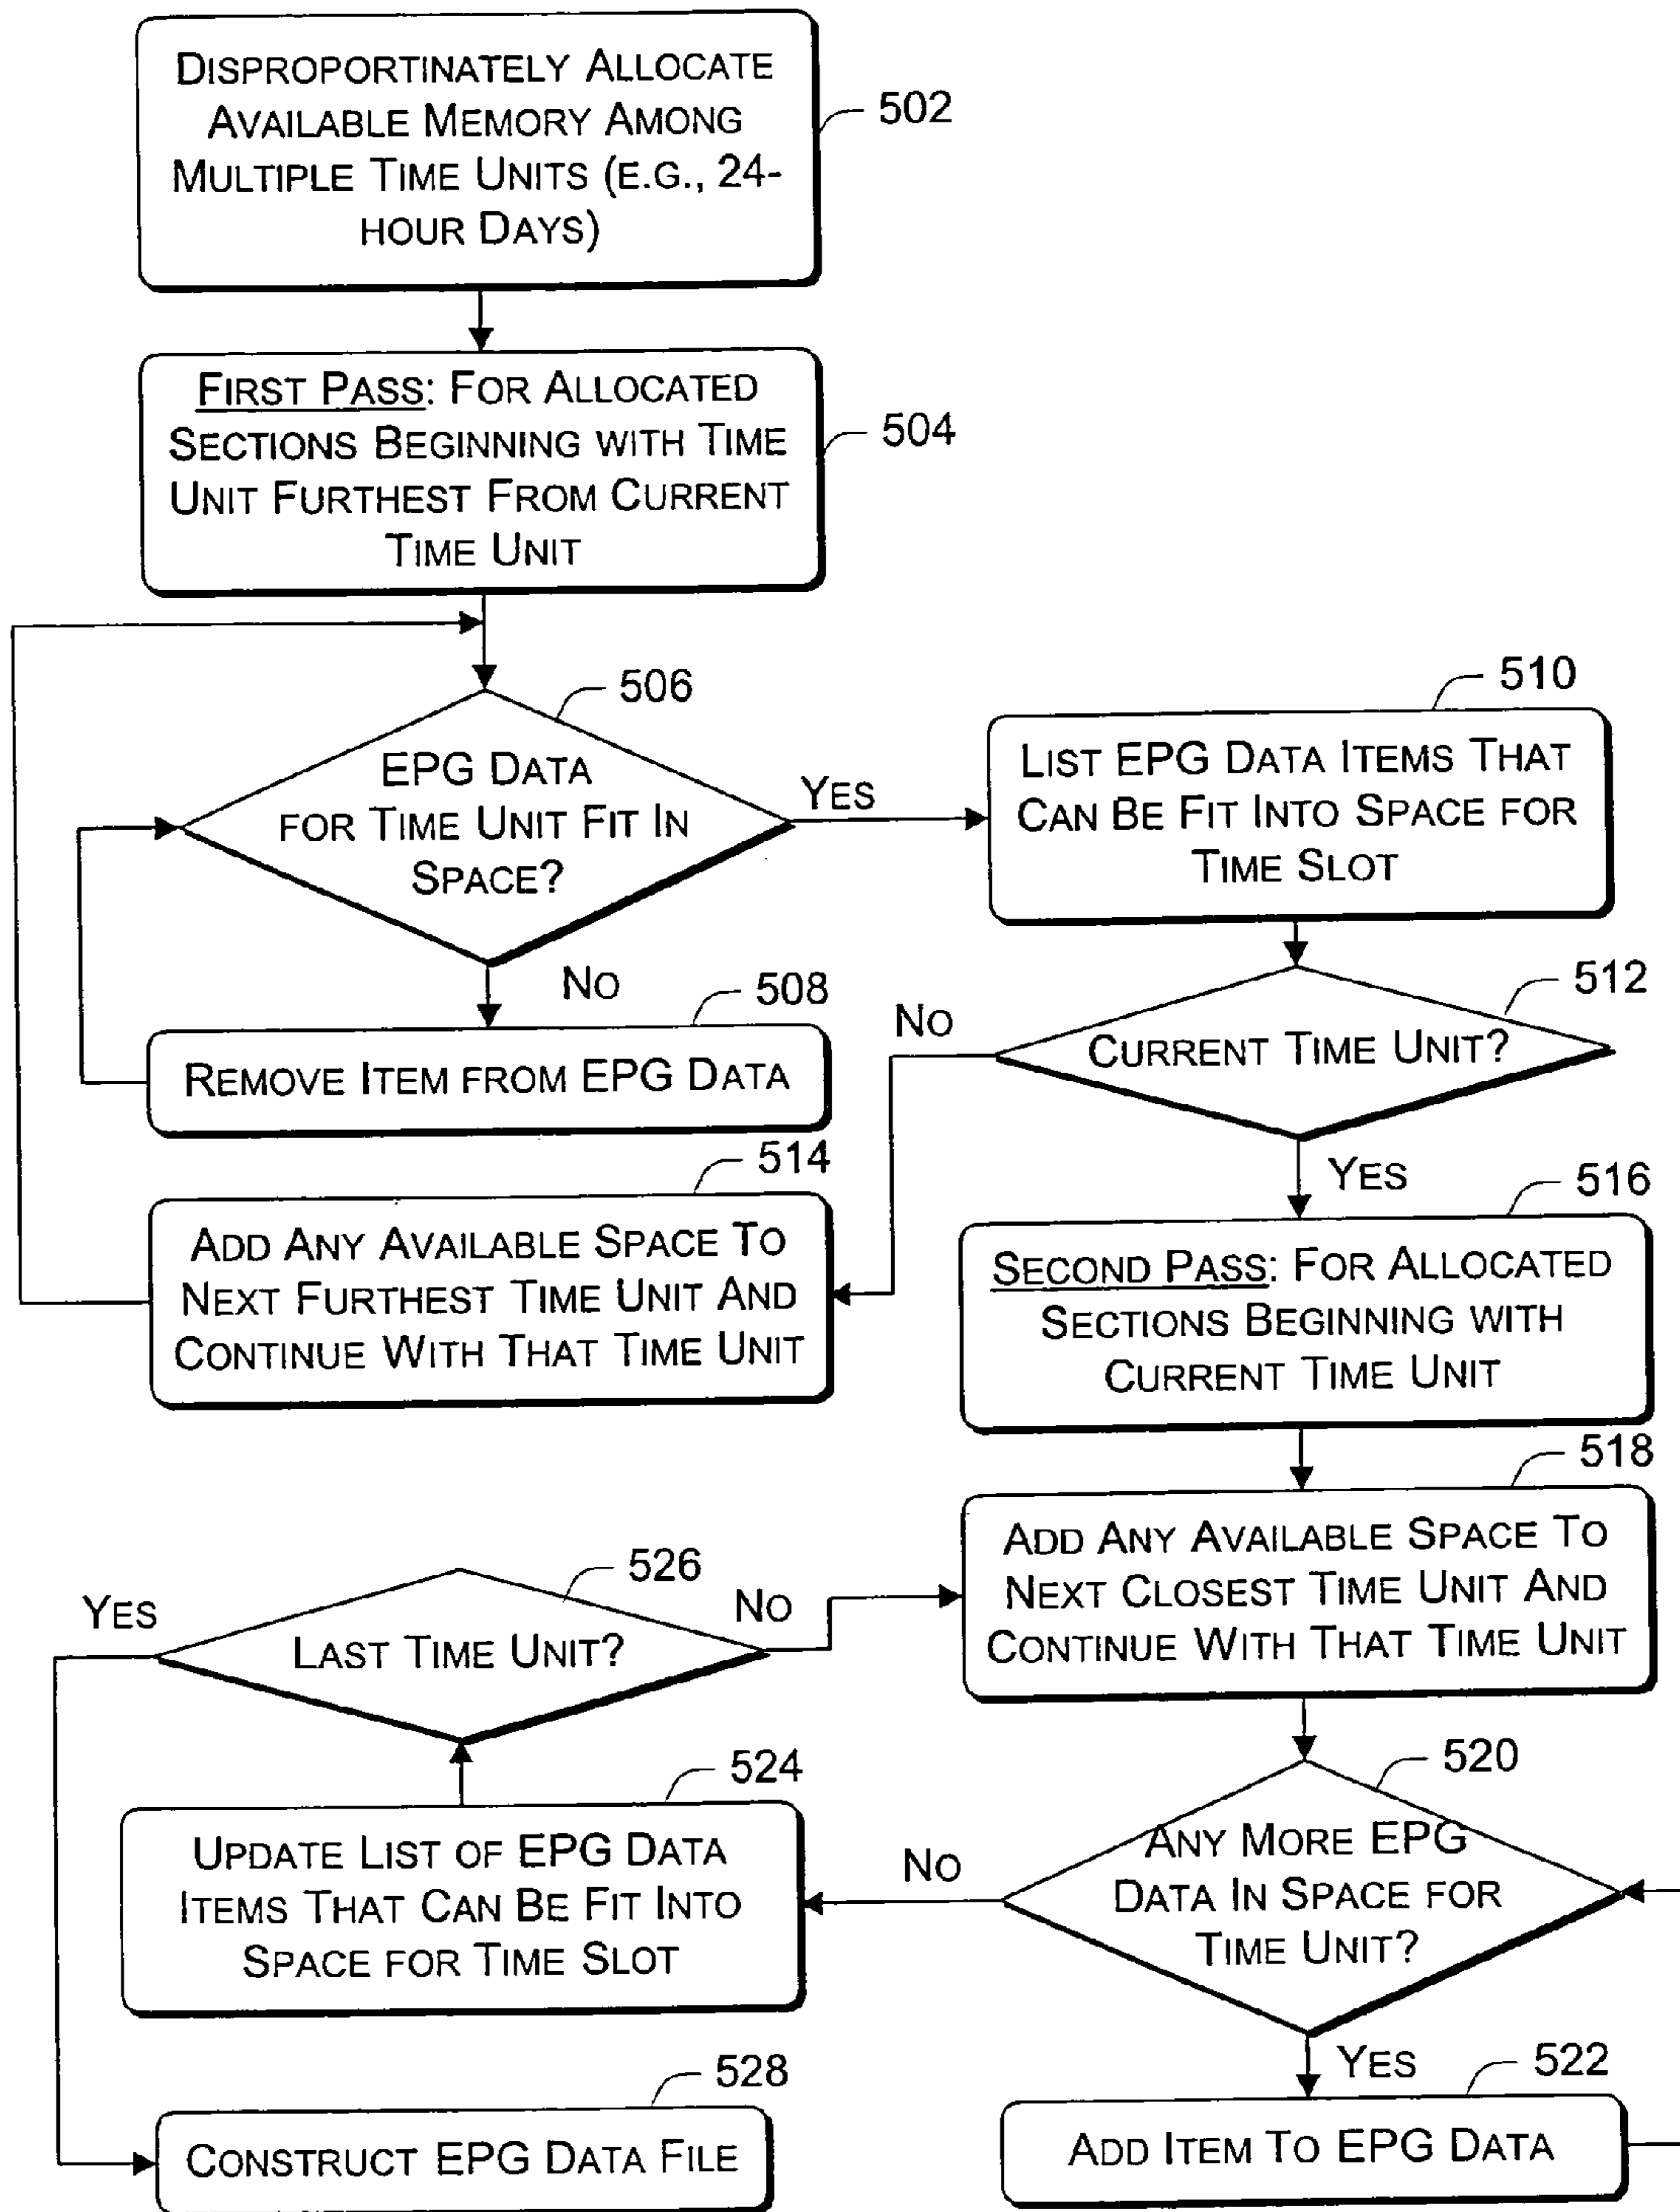 DISPROPORTINATELY ALLOCATE
AVAILABLE MEMORY AMONG
MULTIPLE TIME UNITS (E.G., 24-
HOUR DAYS)
502
FIRST PASS: FOR ALLOCATED
SECTIONS BEGINNING WITH TIME
UNIT FURTHEST FROM CURRENT
TIME UNIT
504
506
EPG DATA
FOR TIME UNIT FIT IN
SPACE?
YES
NO
508
REMOVE ITEM FROM EPG DATA
510
LIST EPG DATA ITEMS THAT
CAN BE FIT INTO SPACE FOR
TIME SLOT
512
CURRENT TIME UNIT?
NO
YES
514
ADD ANY AVAILABLE SPACE TO
NEXT FURTHEST TIME UNIT AND
CONTINUE WITH THAT TIME UNIT
516
SECOND PASS: FOR ALLOCATED
SECTIONS BEGINNING WITH
CURRENT TIME UNIT
518
ADD ANY AVAILABLE SPACE TO
NEXT CLOSEST TIME UNIT AND
CONTINUE WITH THAT TIME UNIT
520
ANY MORE EPG
DATA IN SPACE FOR
TIME UNIT?
NO
YES
522
ADD ITEM TO EPG DATA
524
UPDATE LIST OF EPG DATA
ITEMS THAT CAN BE FIT INTO
SPACE FOR TIME SLOT
526
LAST TIME UNIT?
YES
NO
528
CONSTRUCT EPG DATA FILE